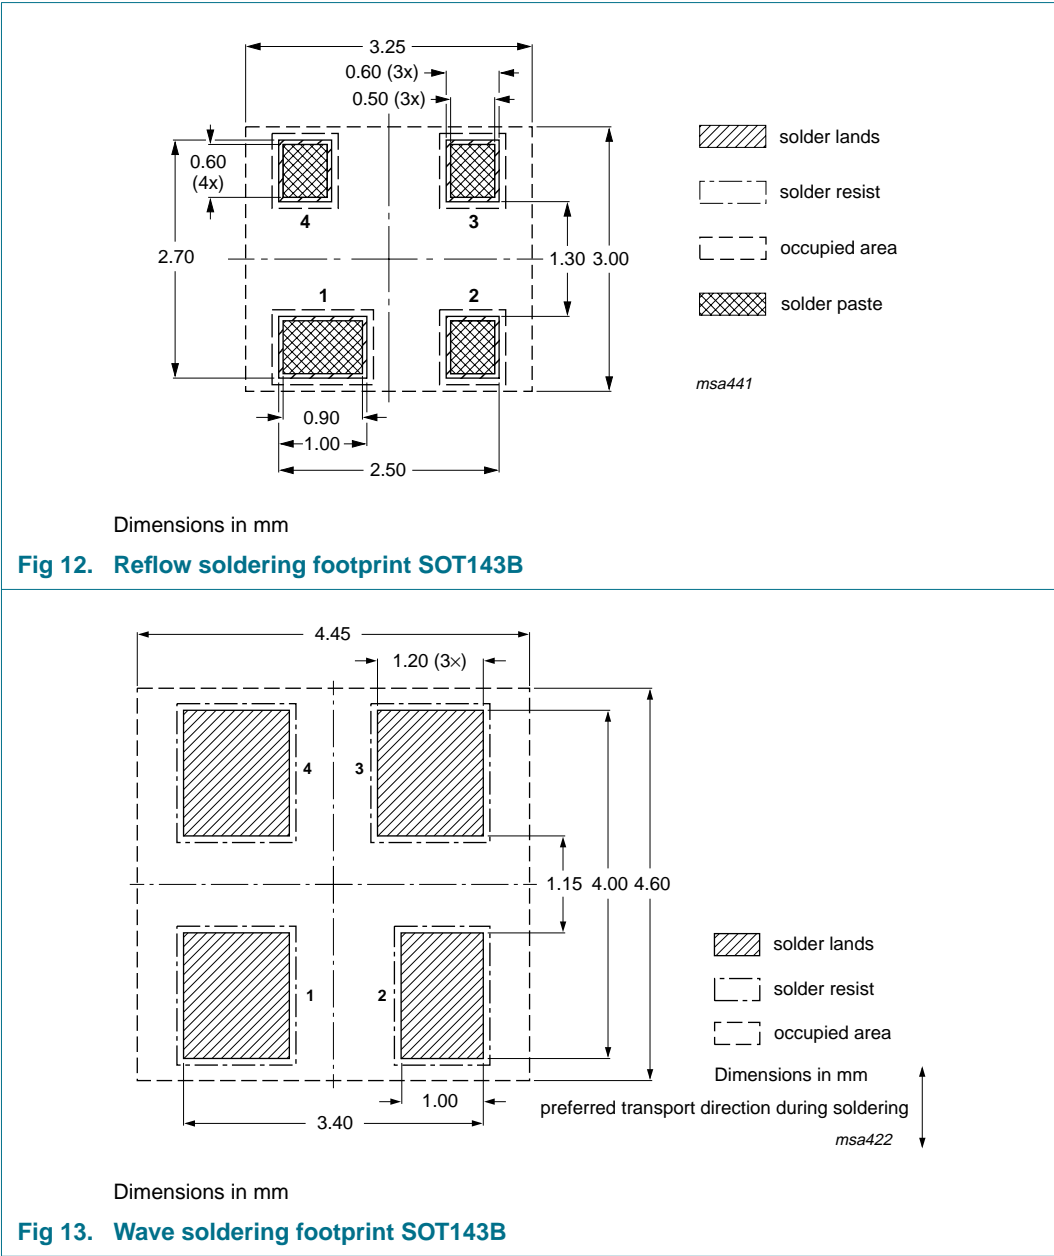 3.25
0.60 (3x)
0.50 (3x)
solder lands
0.60
(4x)
solder resist
4
3
2.70
1.30 3.00
occupied area
1
2
solder paste
msa441
0.90
1.00
2.50
Dimensions in mm
Fig 12. Reflow soldering footprint SOT143B
4.45
1.20 (3×)
4
3
1.15 4.00 4.60
solder lands
1
2
solder resist
occupied area
Dimensions in mm
1.00
preferred transport direction during soldering
3.40
msa422
Dimensions in mm
Fig 13. Wave soldering footprint SOT143B